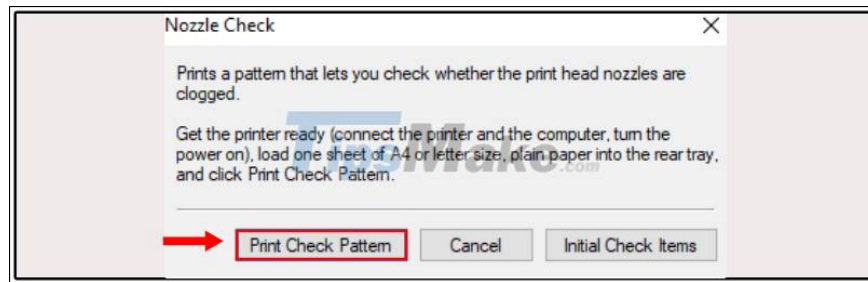 Nozzle Check
Prints a pattern that lets you check whether the print head nozzles are
clogged.
TipsMake.com
Get the printer ready (connect the printer and the computer, turn the
power on), load one sheet of A4 or letter size, plain paper into the rear tray,
and click Print Check Pattern.
Print Check Pattern
Cancel
Initial Check Items